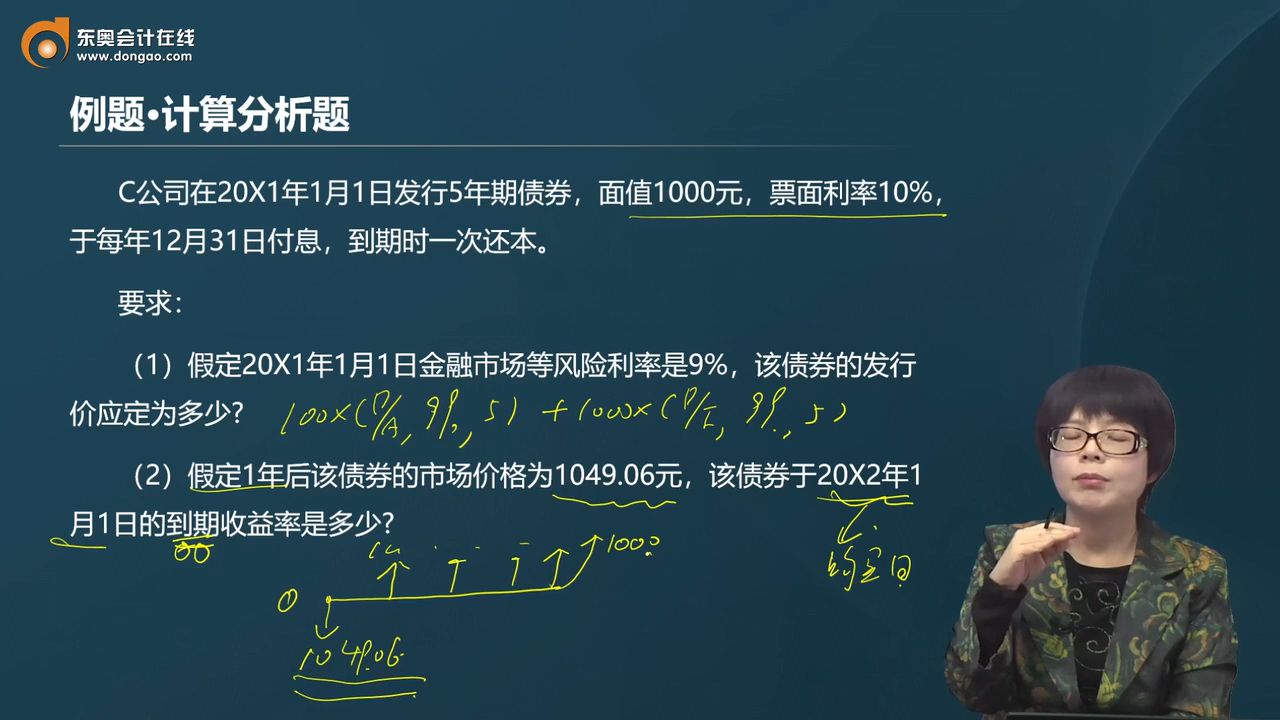 东奥会计在线
www.dongao.com
例题·计算分析题
C公司在20X1年1月1日发行5年期债券，面值1000元，票面利率10%，
于每年12月31日付息，到期时一次还本。
要求：
（1）假定20X1年1月1日金融市场等风险利率是9%，该债券的发行
价应定为多少?
100×(P/A, 9%, 5) + 1000×(P/F, 9%, 5)
（2）假定1年后该债券的市场价格为1049.06元，该债券于20X2年1
月1日的到期收益率是多少?
1000
①
1049.06